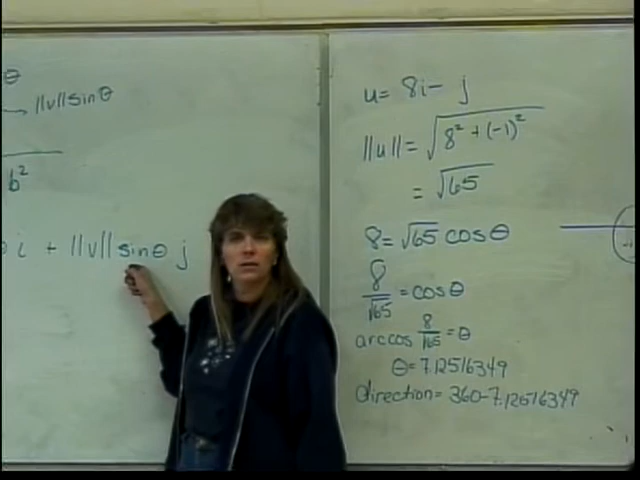 θ
→ ||v|| sinθ
b²
i + ||v|| sinθ j
u = 8i - j
||u|| = √8² + (-1)²
= √65
8 = √65 cosθ
8/√65 = cosθ
arccos 8/√65 = θ
θ = 7.12516349
direction = 360 - 7.12516349